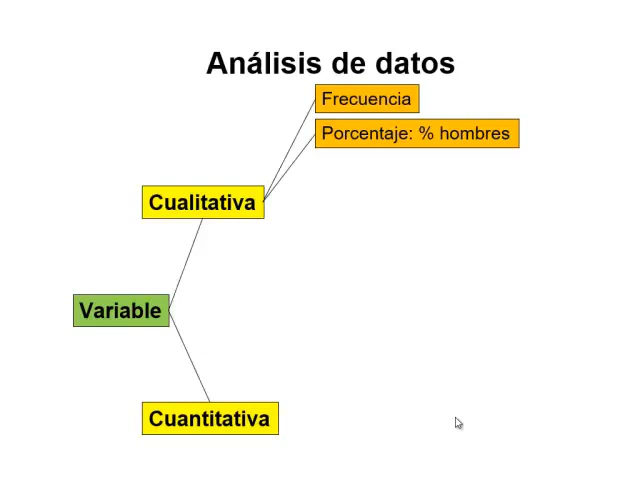 Análisis de datos
Frecuencia
Porcentaje: % hombres
Cualitativa
Variable
Cuantitativa